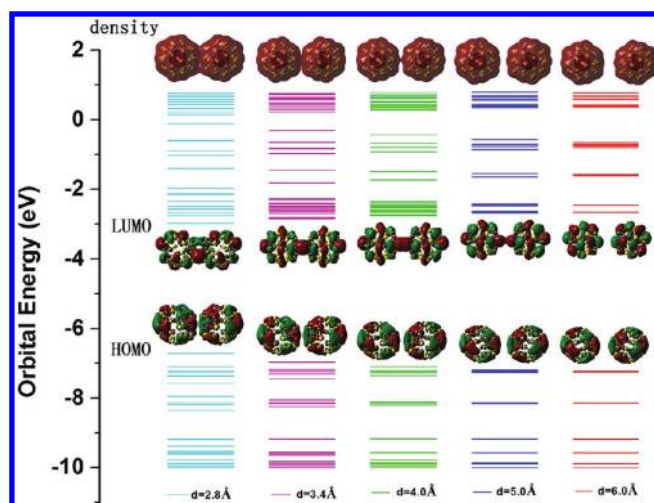 density
2
0
-2
LUMO
-4
-6
HOMO
-8
-10
Orbital Energy (eV)
d=2.8Å
d=3.4Å
d=4.0Å
d=5.0Å
d=6.0Å